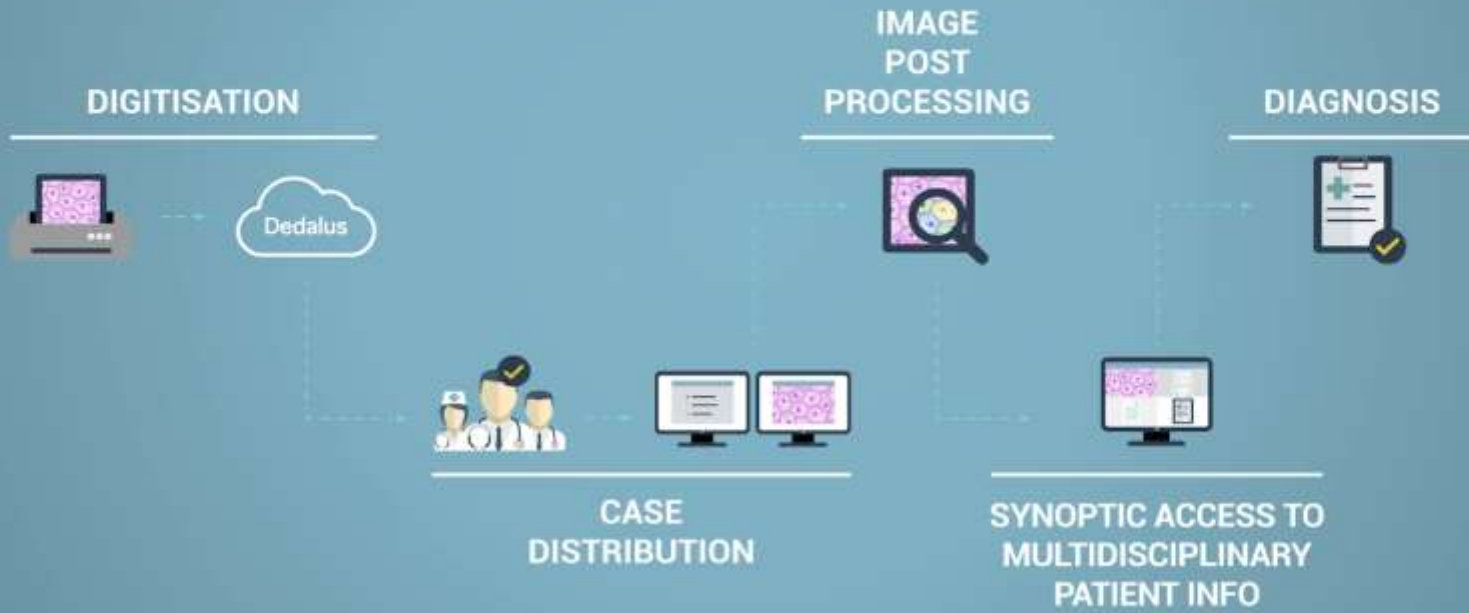 DIGITISATION
Dedalus
CASE
DISTRIBUTION
IMAGE
POST
PROCESSING
SYNOPTIC ACCESS TO
MULTIDISCIPLINARY
PATIENT INFO
DIAGNOSIS